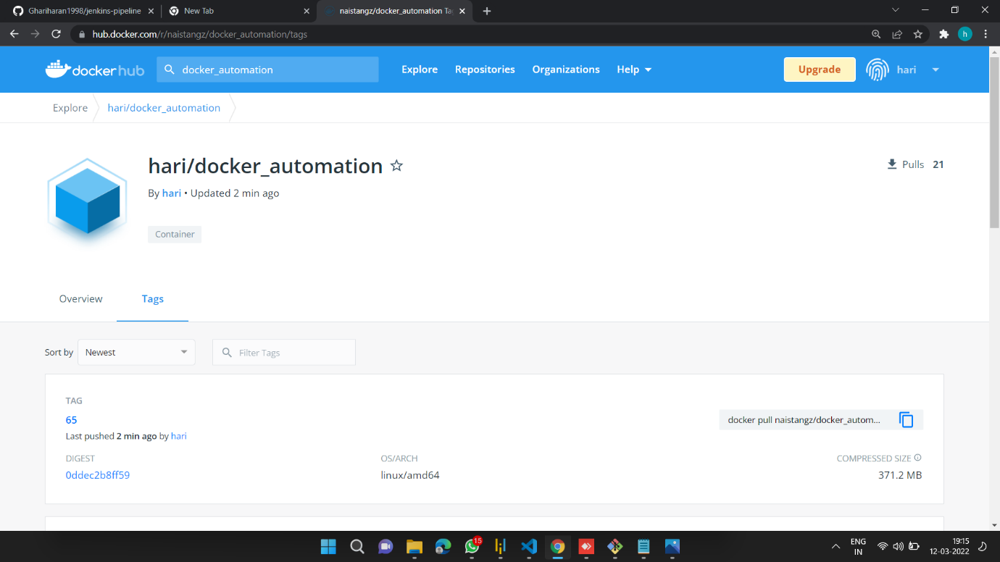 Ghariharan1998/jenkins-pipeline
New Tab
naistangz/docker_automation Ta
hub.docker.com/r/naistangz/docker_automation/tags
h
docker hub
docker_automation
Explore
Repositories
Organizations
Help
Upgrade
hari
Explore
hari/docker_automation
hari/docker_automation
Pulls 21
By hari • Updated 2 min ago
Container
Overview
Tags
Sort by
Newest
Filter Tags
TAG
65
docker pull naistangz/docker_autom...
Last pushed 2 min ago by hari
DIGEST
OS/ARCH
COMPRESSED SIZE
0ddec2b8ff59
linux/amd64
371.2 MB
15
ENG
IN
19:15
12-03-2022